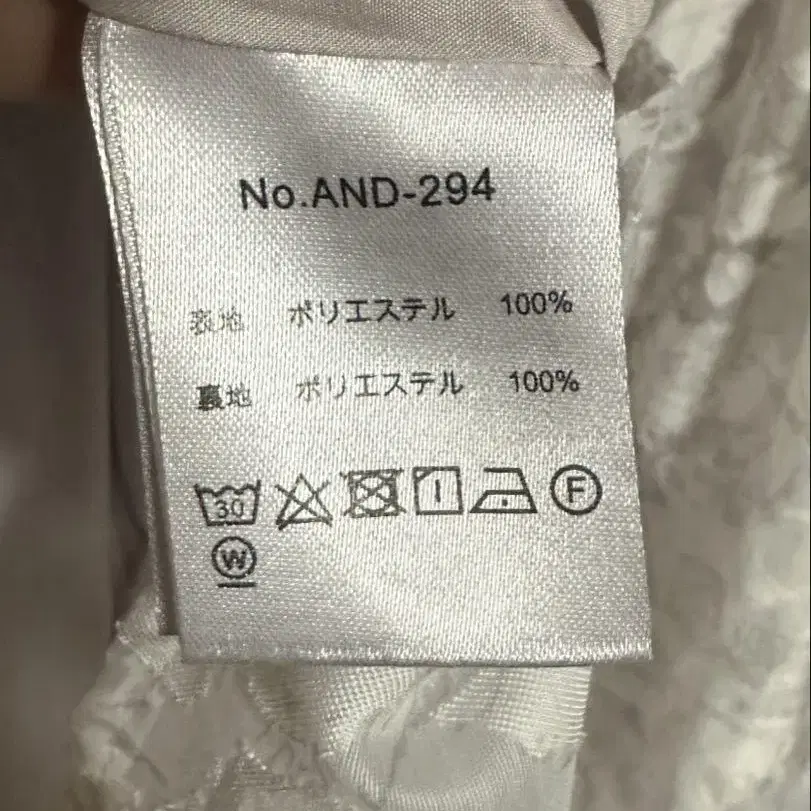 No.AND-294
表地 ポリエステル 100%
裏地 ポリエステル 100%
30 F
W